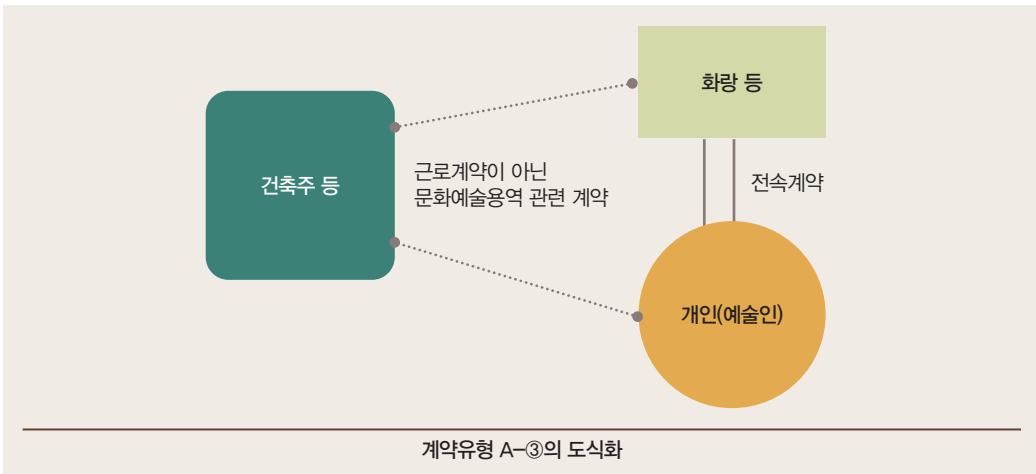 화랑 등
건축주 등
근로계약이 아닌
문화예술용역 관련 계약
전속계약
개인(예술인)
계약유형 A-③의 도식화